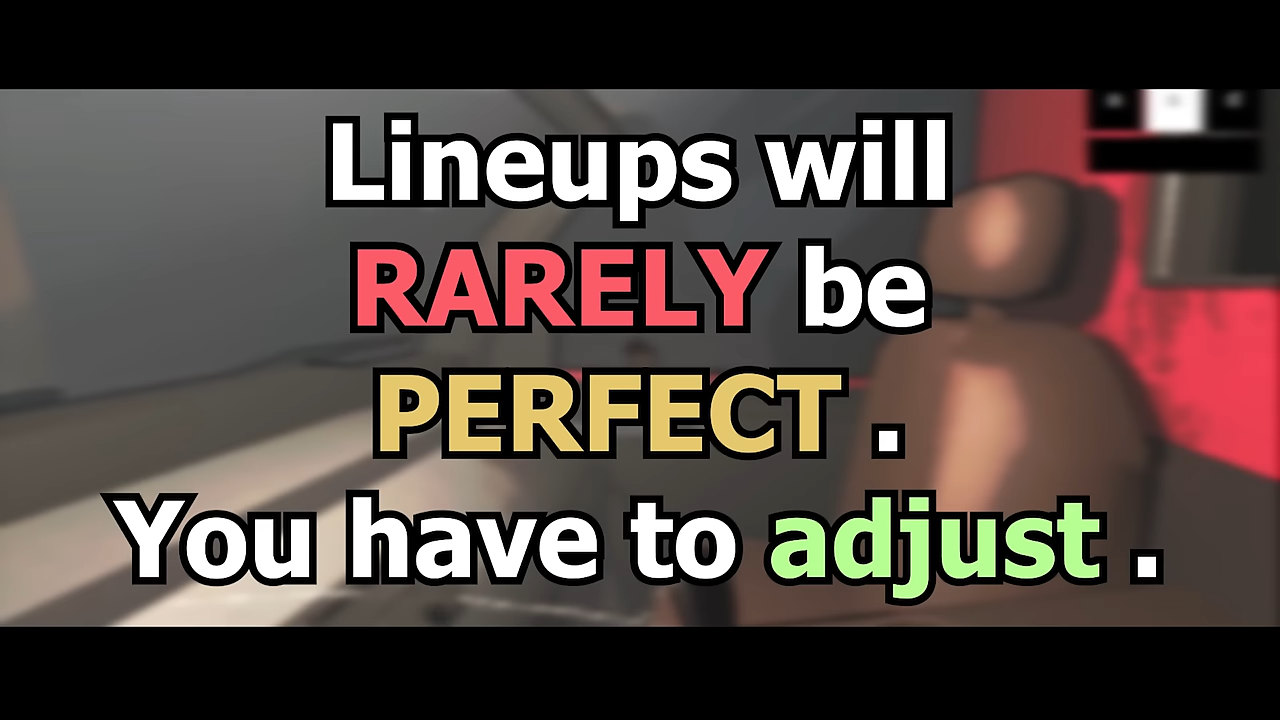 Lineups will
RARELY be
PERFECT .
You have to adjust .